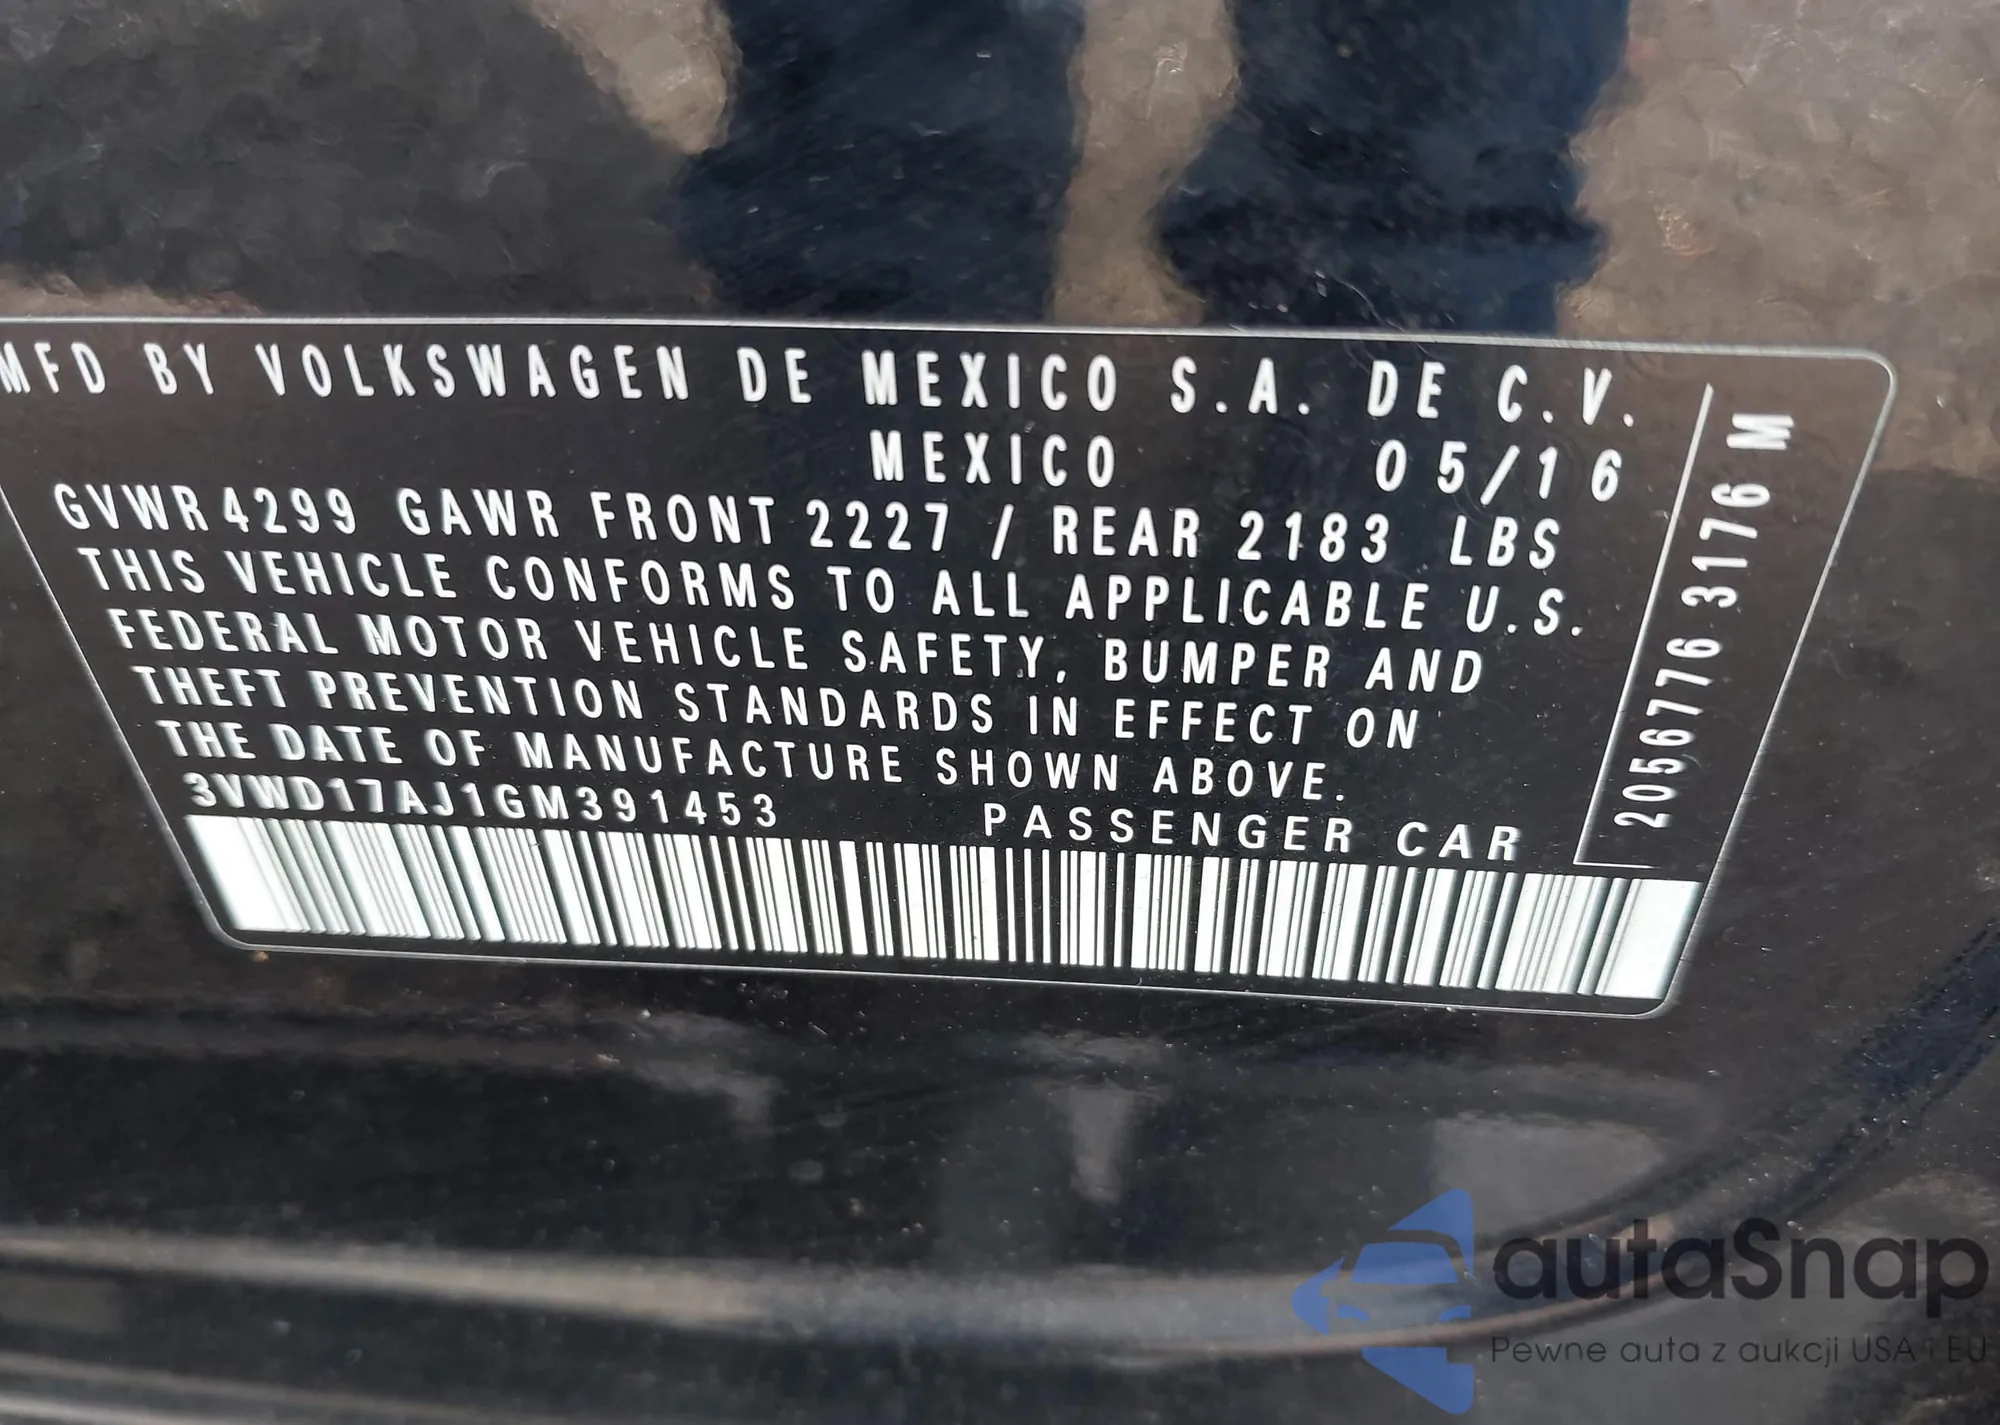 MFD BY VOLKSWAGEN DE MEXICO S.A. DE C.V.
MEXICO 05/16
GVWR 4299 GAWR FRONT 2227 / REAR 2183 LBS
THIS VEHICLE CONFORMS TO ALL APPLICABLE U.S.
FEDERAL MOTOR VEHICLE SAFETY, BUMPER AND
THEFT PREVENTION STANDARDS IN EFFECT ON
THE DATE OF MANUFACTURE SHOWN ABOVE.
3VWD17AJ1GM391453 PASSENGER CAR
2056776 3176 M
autaSnap
Pewne auta z aukcji USA i EU